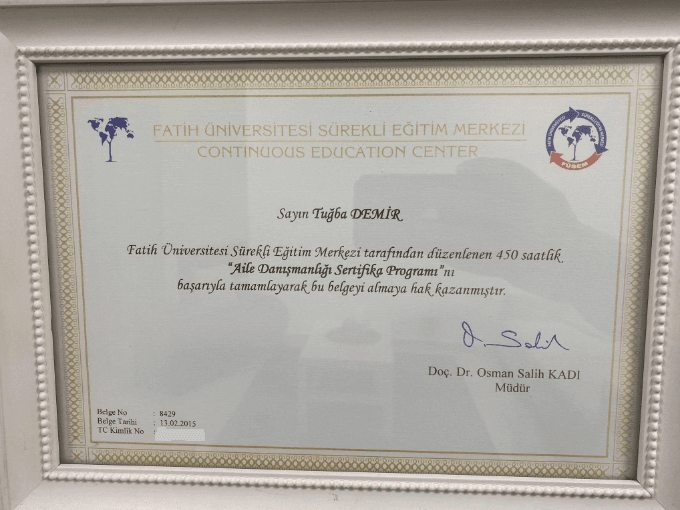 FATİH ÜNİVERSİTESİ SÜREKLİ EĞİTİM MERKEZİ
CONTINUOUS EDUCATION CENTER
FÜSEM
Sayın Tuğba DEMİR
Fatih Üniversitesi Sürekli Eğitim Merkezi tarafından düzenlenen 450 saatlik
“Aile Danışmanlığı Sertifika Programı”nı
başarıyla tamamlayarak bu belgeyi almaya hak kazanmıştır.
O. Salih
Doç. Dr. Osman Salih KADI
Müdür
Belge No : 8429
Belge Tarihi : 13.02.2015
TC Kimlik No :